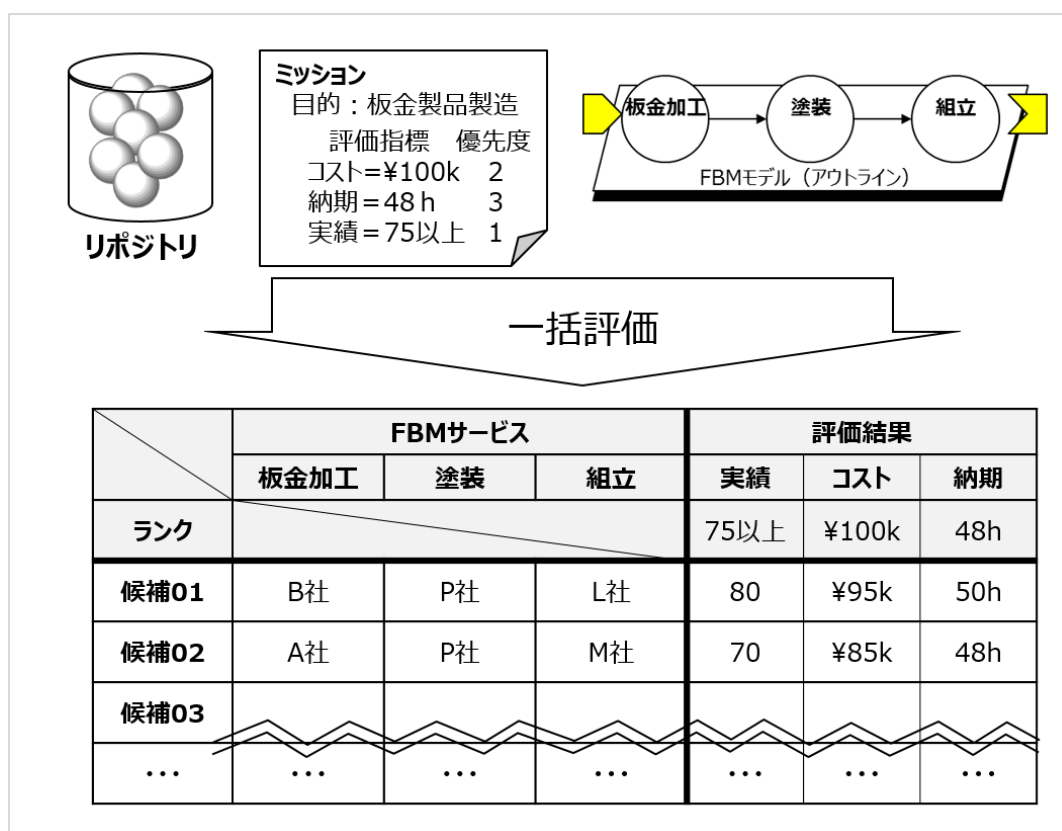 リポジトリ
ミッション
目的：板金製品製造
評価指標 優先度
コスト=¥100k 2
納期＝48ｈ 3
実績＝75以上 1
板金加工
塗装
組立
FBMモデル（アウトライン）
一括評価
FBMサービス 評価結果
板金加工 塗装 組立 実績 コスト 納期
ランク 75以上 ¥100k 48h
候補01 B社 P社 L社 80 ¥95k 50h
候補02 A社 P社 M社 70 ¥85k 48h
候補03
… … … … … … …